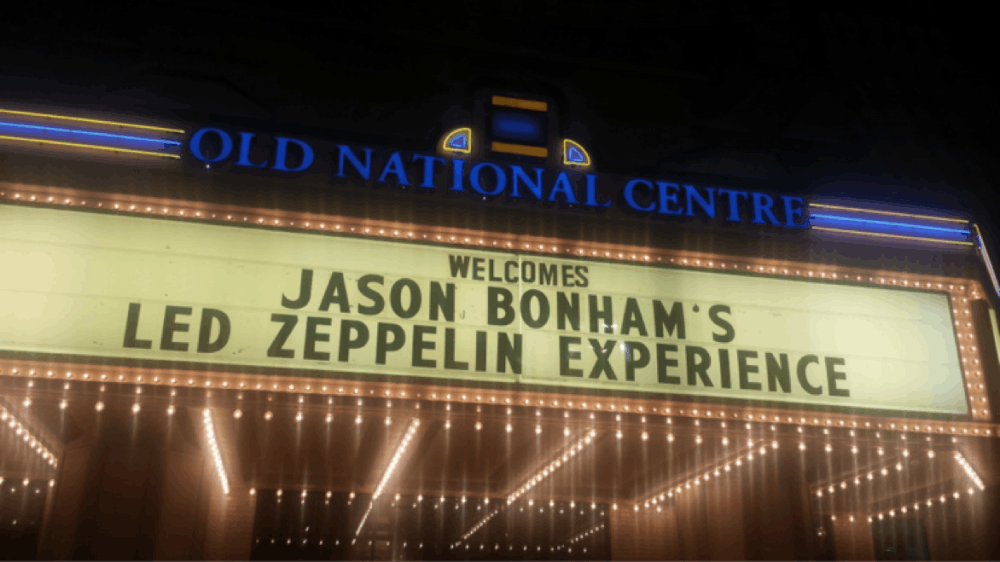 OLD NATIONAL CENTRE
WELCOMES
JASON BONHAM'S
LED ZEPPELIN EXPERIENCE